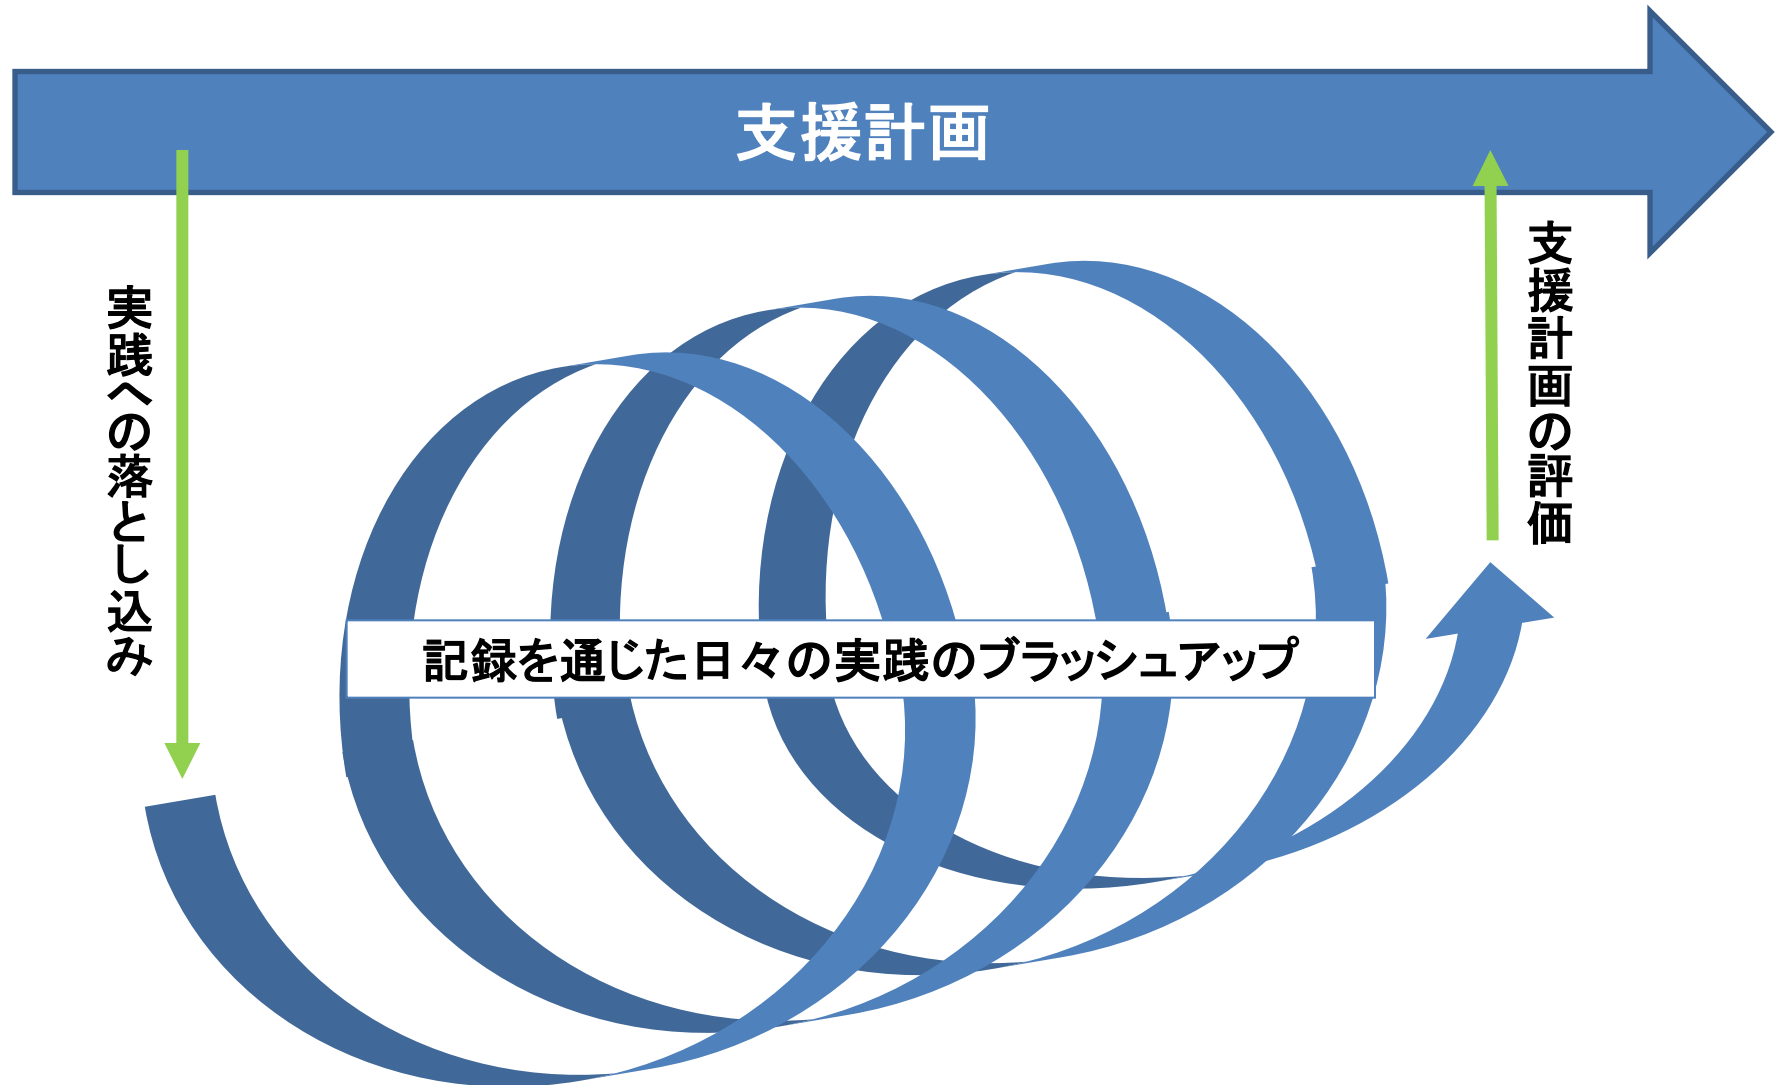 支援計画
実践への落とし込み
支援計画の評価
記録を通じた日々の実践のブラッシュアップ